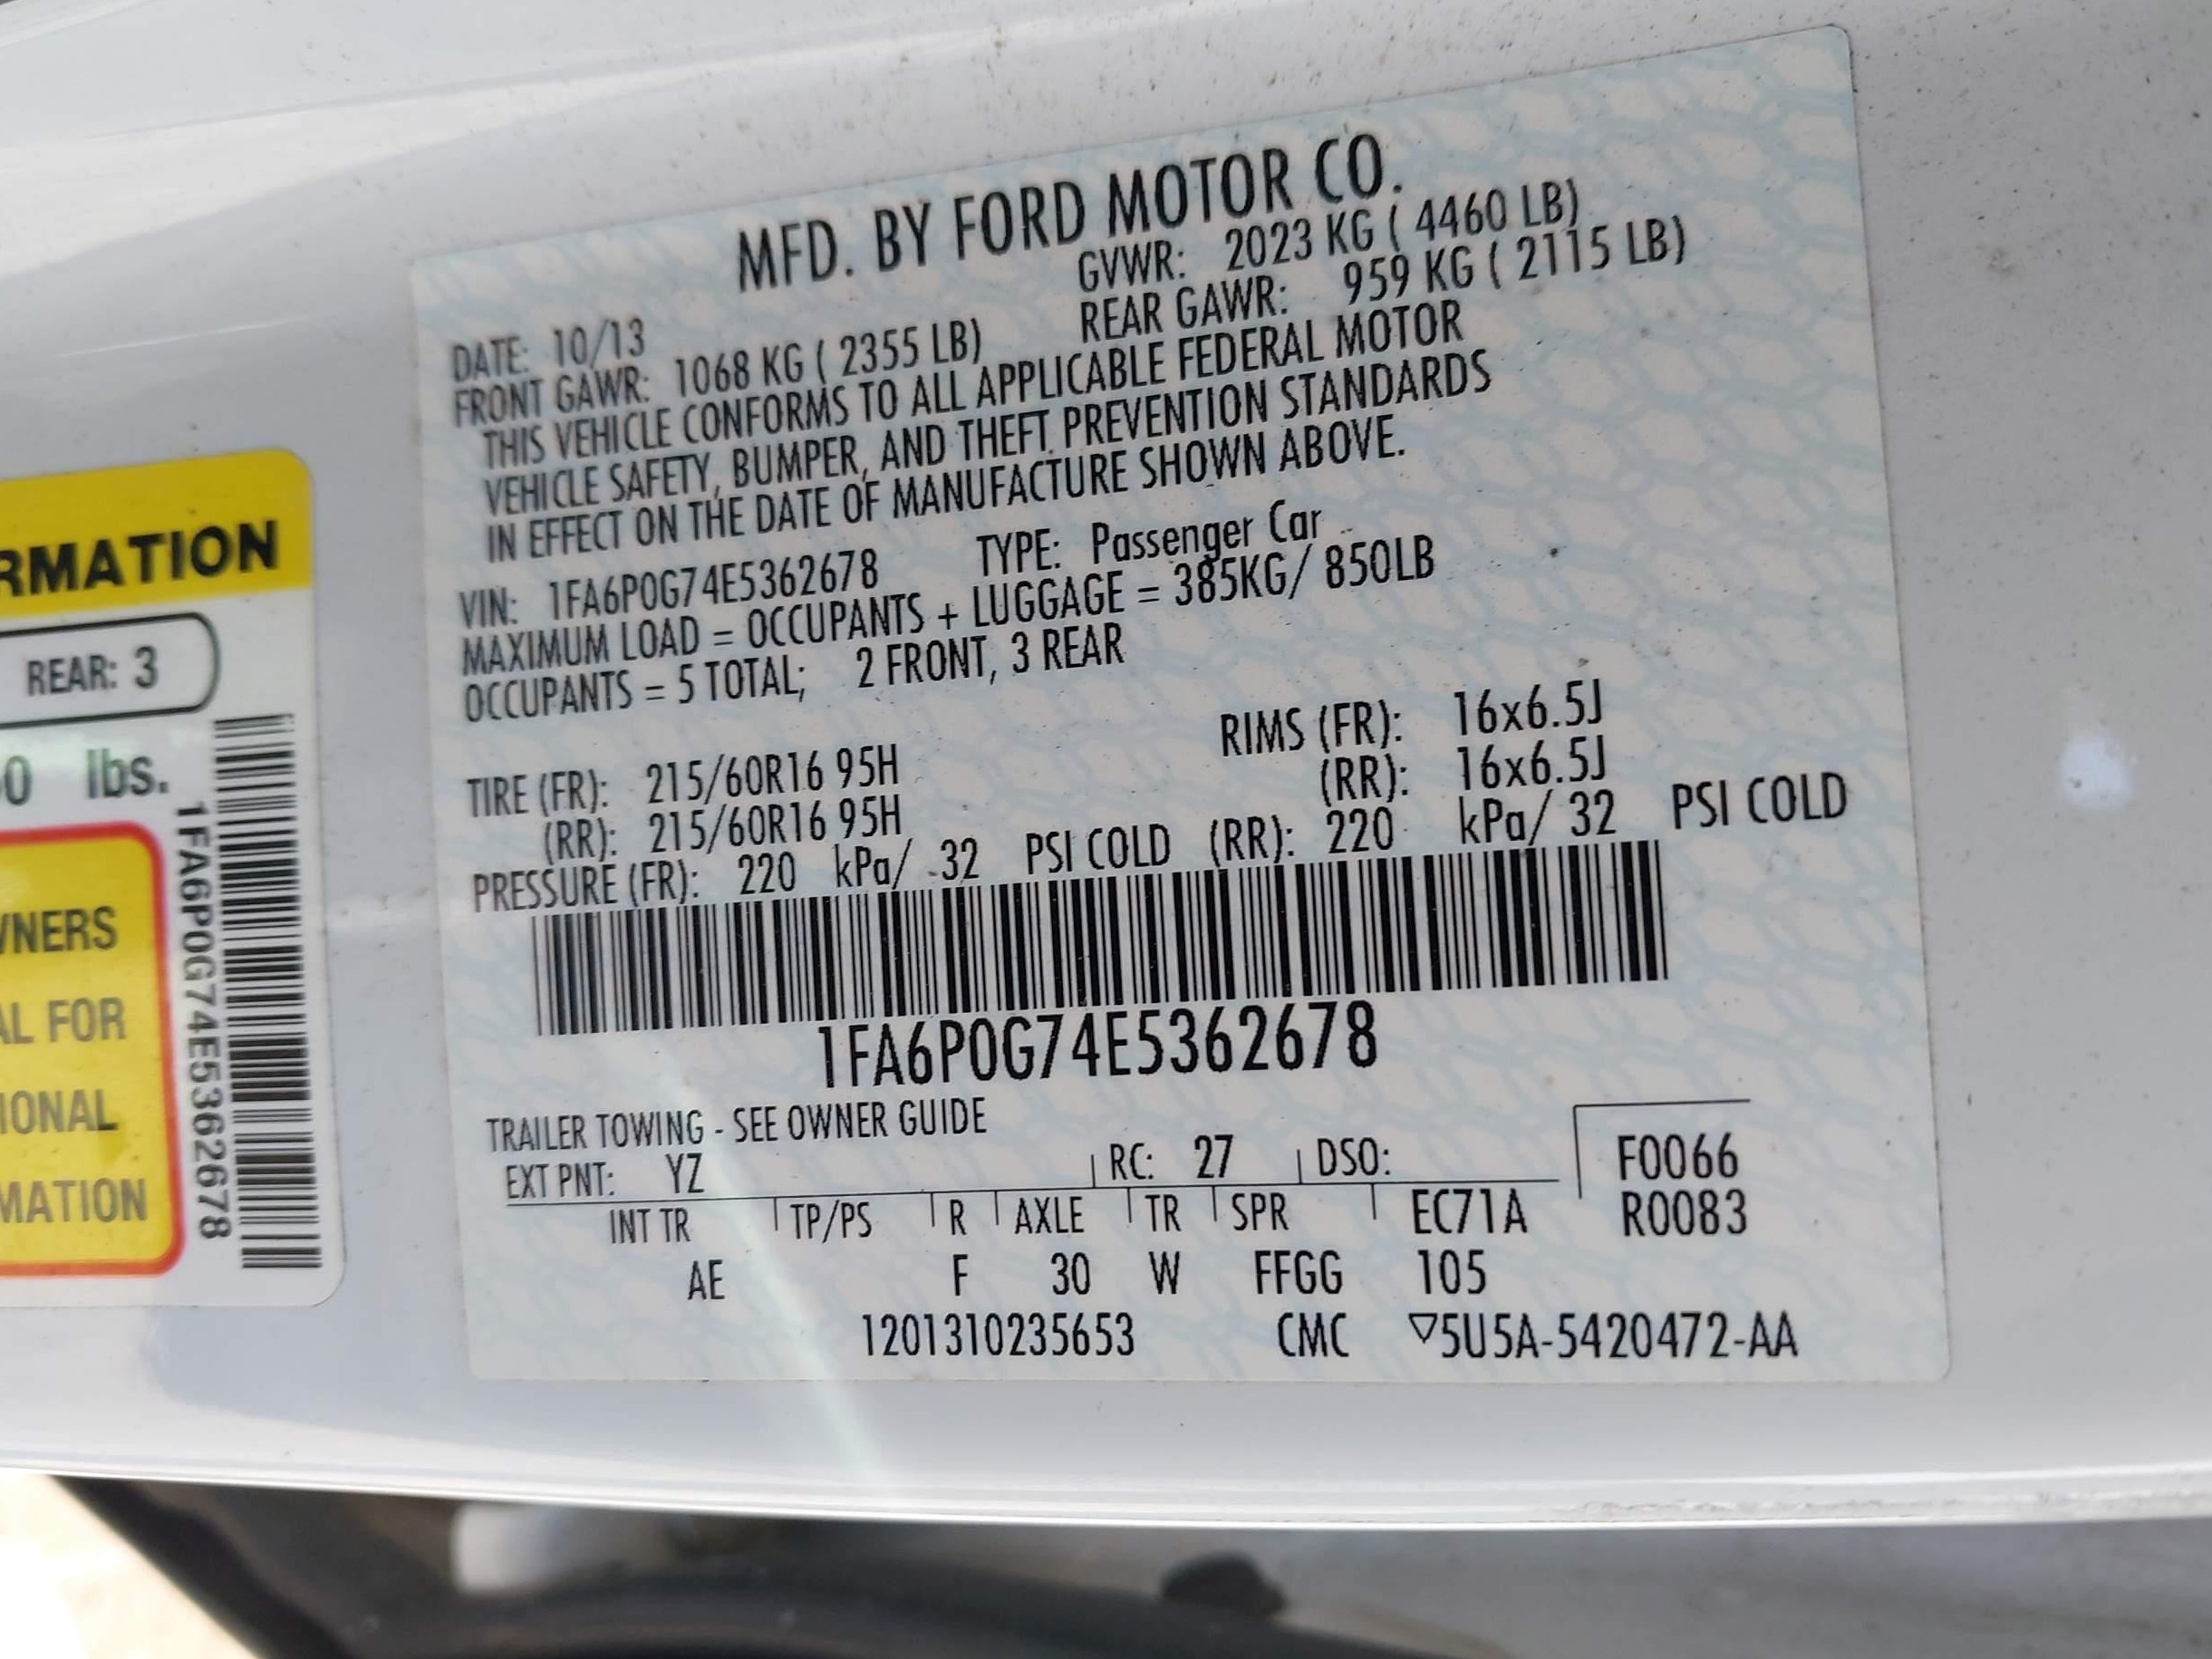 MFD. BY FORD MOTOR CO.
DATE: 10/13 GVWR: 2023 KG ( 4460 LB)
FRONT GAWR: 1068 KG ( 2355 LB) REAR GAWR: 959 KG ( 2115 LB)
THIS VEHICLE CONFORMS TO ALL APPLICABLE FEDERAL MOTOR
VEHICLE SAFETY, BUMPER, AND THEFT PREVENTION STANDARDS
IN EFFECT ON THE DATE OF MANUFACTURE SHOWN ABOVE.
VIN: 1FA6P0G74E5362678 TYPE: Passenger Car
MAXIMUM LOAD = OCCUPANTS + LUGGAGE = 385KG/ 850LB
OCCUPANTS = 5 TOTAL; 2 FRONT, 3 REAR
TIRE (FR): 215/60R16 95H RIMS (FR): 16x6.5J
(RR): 215/60R16 95H (RR): 16x6.5J
PRESSURE (FR): 220 kPa/ 32 PSI COLD (RR): 220 kPa/ 32 PSI COLD
1FA6P0G74E5362678
TRAILER TOWING - SEE OWNER GUIDE
EXT PNT: YZ RC: 27 DSO: F0066
INT TR TP/PS R AXLE TR SPR EC71A R0083
AE F 30 W FFGG 105
1201310235653 CMC ▽5U5A-5420472-AA
RMATION
REAR: 3
0 lbs.
WNERS
AL FOR
IONAL
MATION
1FA6P0G74E5362678